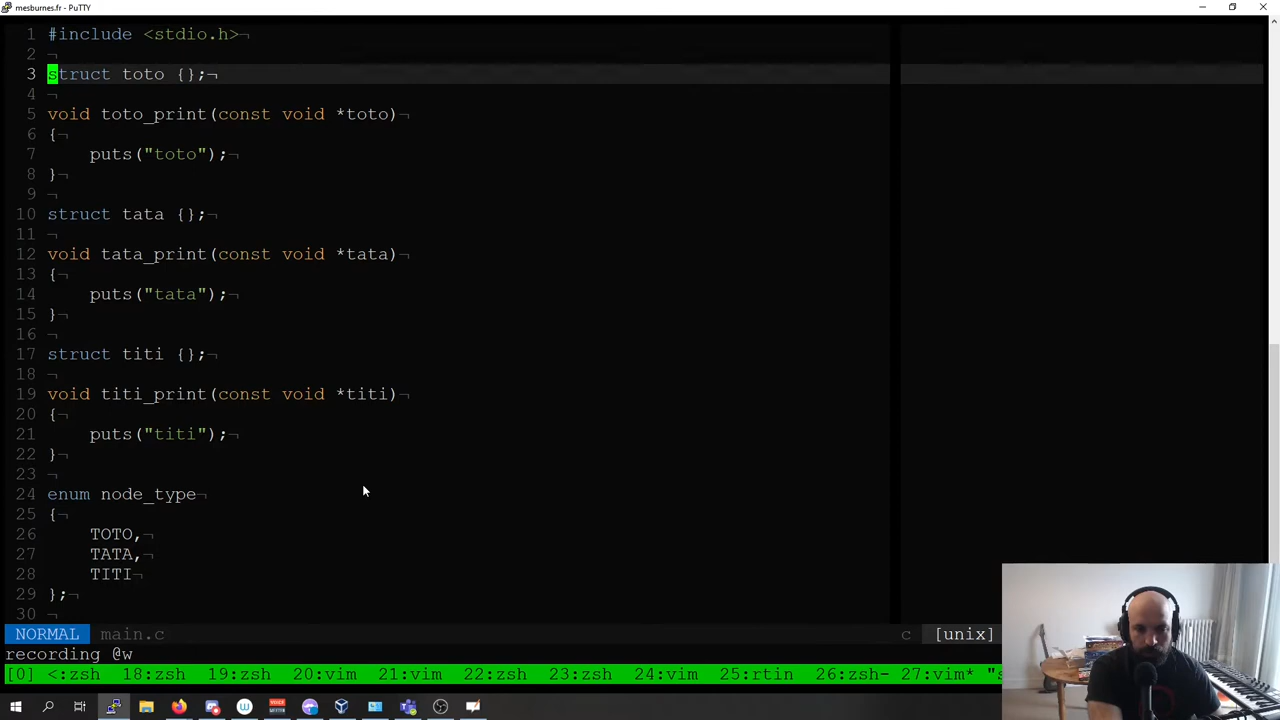 mesburnes.fr - PuTTY
1 #include <stdio.h>¬
2 ¬
3 struct toto {};¬
4 ¬
5 void toto_print(const void *toto)¬
6 {¬
7     puts("toto");¬
8 }¬
9 ¬
10 struct tata {};¬
11 ¬
12 void tata_print(const void *tata)¬
13 {¬
14     puts("tata");¬
15 }¬
16 ¬
17 struct titi {};¬
18 ¬
19 void titi_print(const void *titi)¬
20 {¬
21     puts("titi");¬
22 }¬
23 ¬
24 enum node_type¬
25 {¬
26     TOTO,¬
27     TATA,¬
28     TITI¬
29 };¬
30 ¬
NORMAL main.c c [unix]
recording @w
[0] <:zsh 18:zsh 19:zsh 20:vim 21:vim 22:zsh 23:zsh 24:zsh 25:rtin 26:zsh- 27:vim* "s